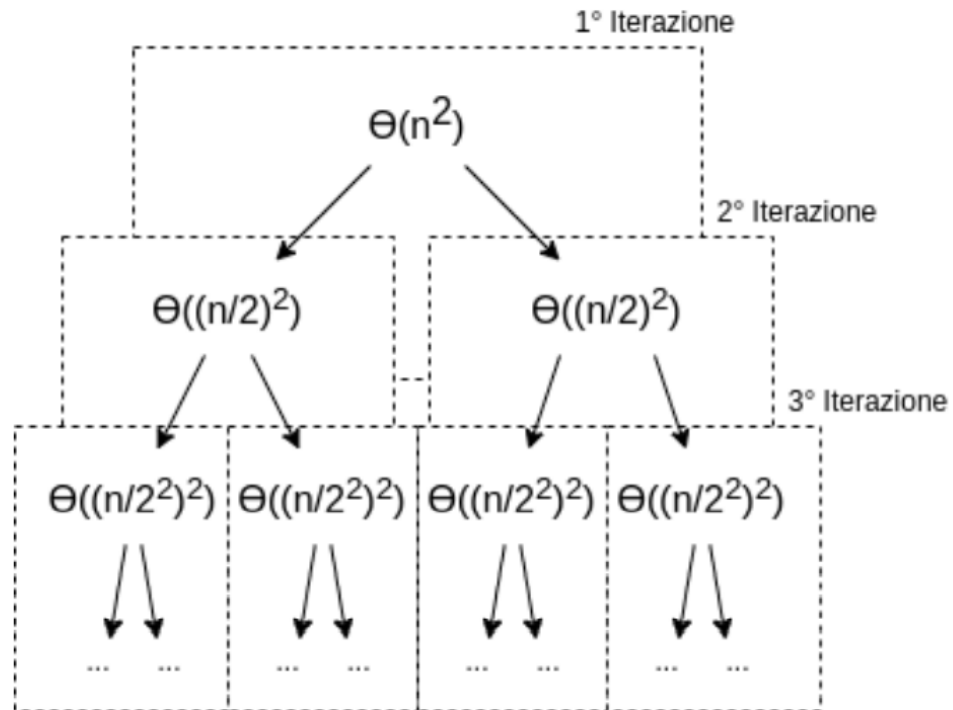 1° Iterazione
Θ(n²)
2° Iterazione
Θ((n/2)²) Θ((n/2)²)
3° Iterazione
Θ((n/2²)²) Θ((n/2²)²) Θ((n/2²)²) Θ((n/2²)²)
... ... ... ... ... ... ... ...